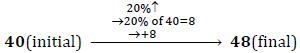 20%↑
→20% of 40=8
→+8
40(initial) ⟶ 48(final)